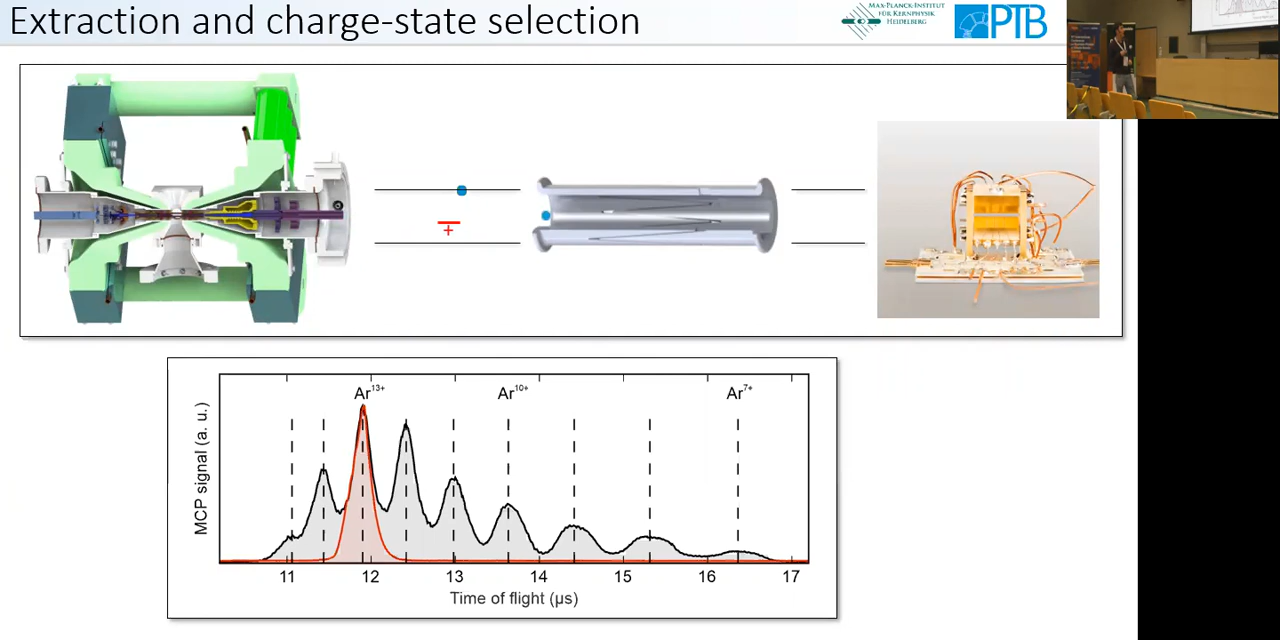 Extraction and charge-state selection
MAX-PLANCK-INSTITUT
FÜR KERNPHYSIK
HEIDELBERG
PTB
Ar13+
Ar10+
Ar7+
MCP signal (a. u.)
11 12 13 14 15 16 17
Time of flight (µs)